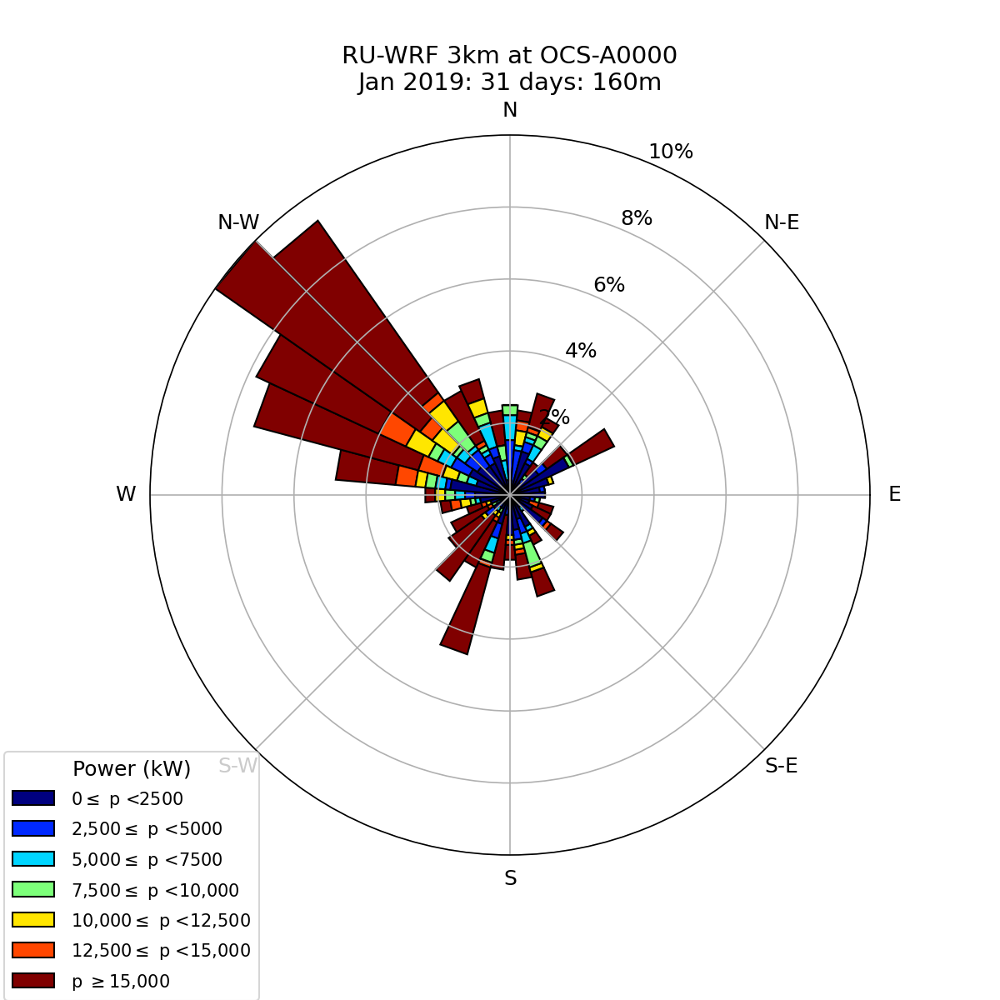 RU-WRF 3km at OCS-A0000
Jan 2019: 31 days: 160m
N
10%
N-W
8%
N-E
6%
4%
2%
W
E
S-W
S-E
S
Power (kW)
0≤ p <2500
2,500≤ p <5000
5,000≤ p <7500
7,500≤ p <10,000
10,000≤ p <12,500
12,500≤ p <15,000
p ≥15,000